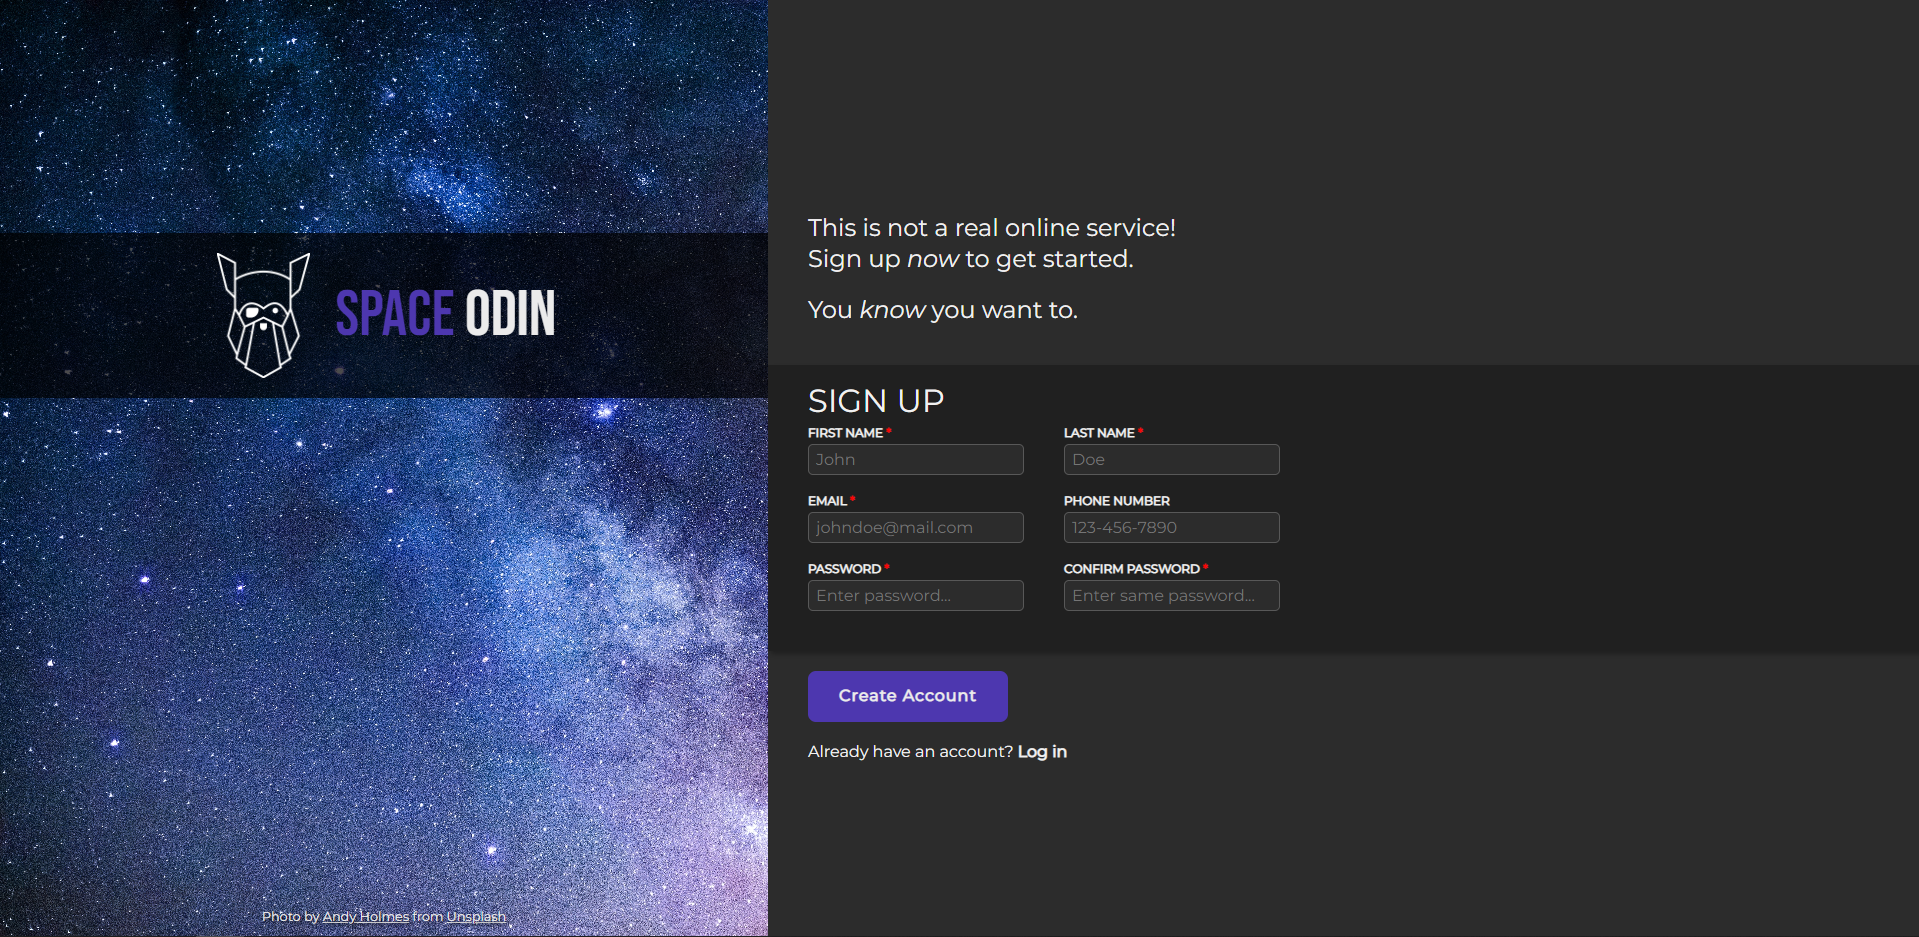 SPACE ODIN
Photo by Andy Holmes from Unsplash
This is not a real online service!
Sign up now to get started.
You know you want to.
SIGN UP
FIRST NAME *
LAST NAME *
John
Doe
EMAIL *
PHONE NUMBER
johndoe@mail.com
123-456-7890
PASSWORD *
CONFIRM PASSWORD *
Enter password...
Enter same password...
Create Account
Already have an account? Log in